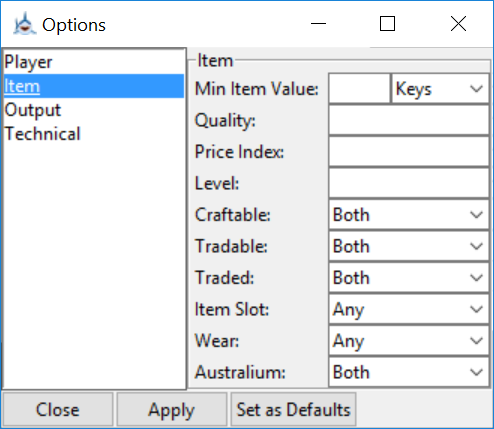 Options
Player
Item
Output
Technical
Item
Min Item Value: Keys
Quality:
Price Index:
Level:
Craftable: Both
Tradable: Both
Traded: Both
Item Slot: Any
Wear: Any
Australium: Both
Close Apply Set as Defaults